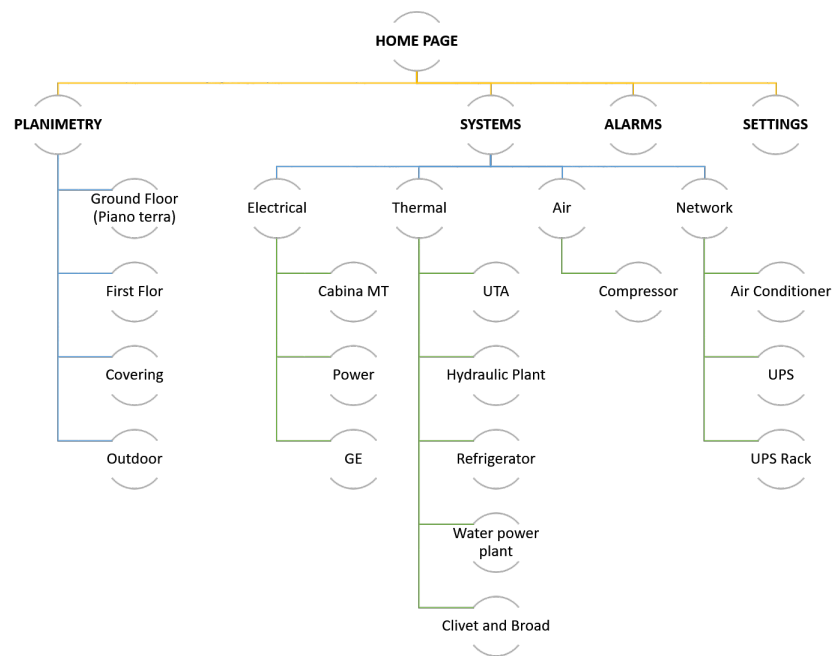 HOME PAGE
PLANIMETRY
SYSTEMS
ALARMS
SETTINGS
Ground Floor
(Piano terra)
Electrical
Thermal
Air
Network
First Flor
Cabina MT
UTA
Compressor
Air Conditioner
Covering
Power
Hydraulic Plant
UPS
Outdoor
GE
Refrigerator
UPS Rack
Water power
plant
Clivet and Broad